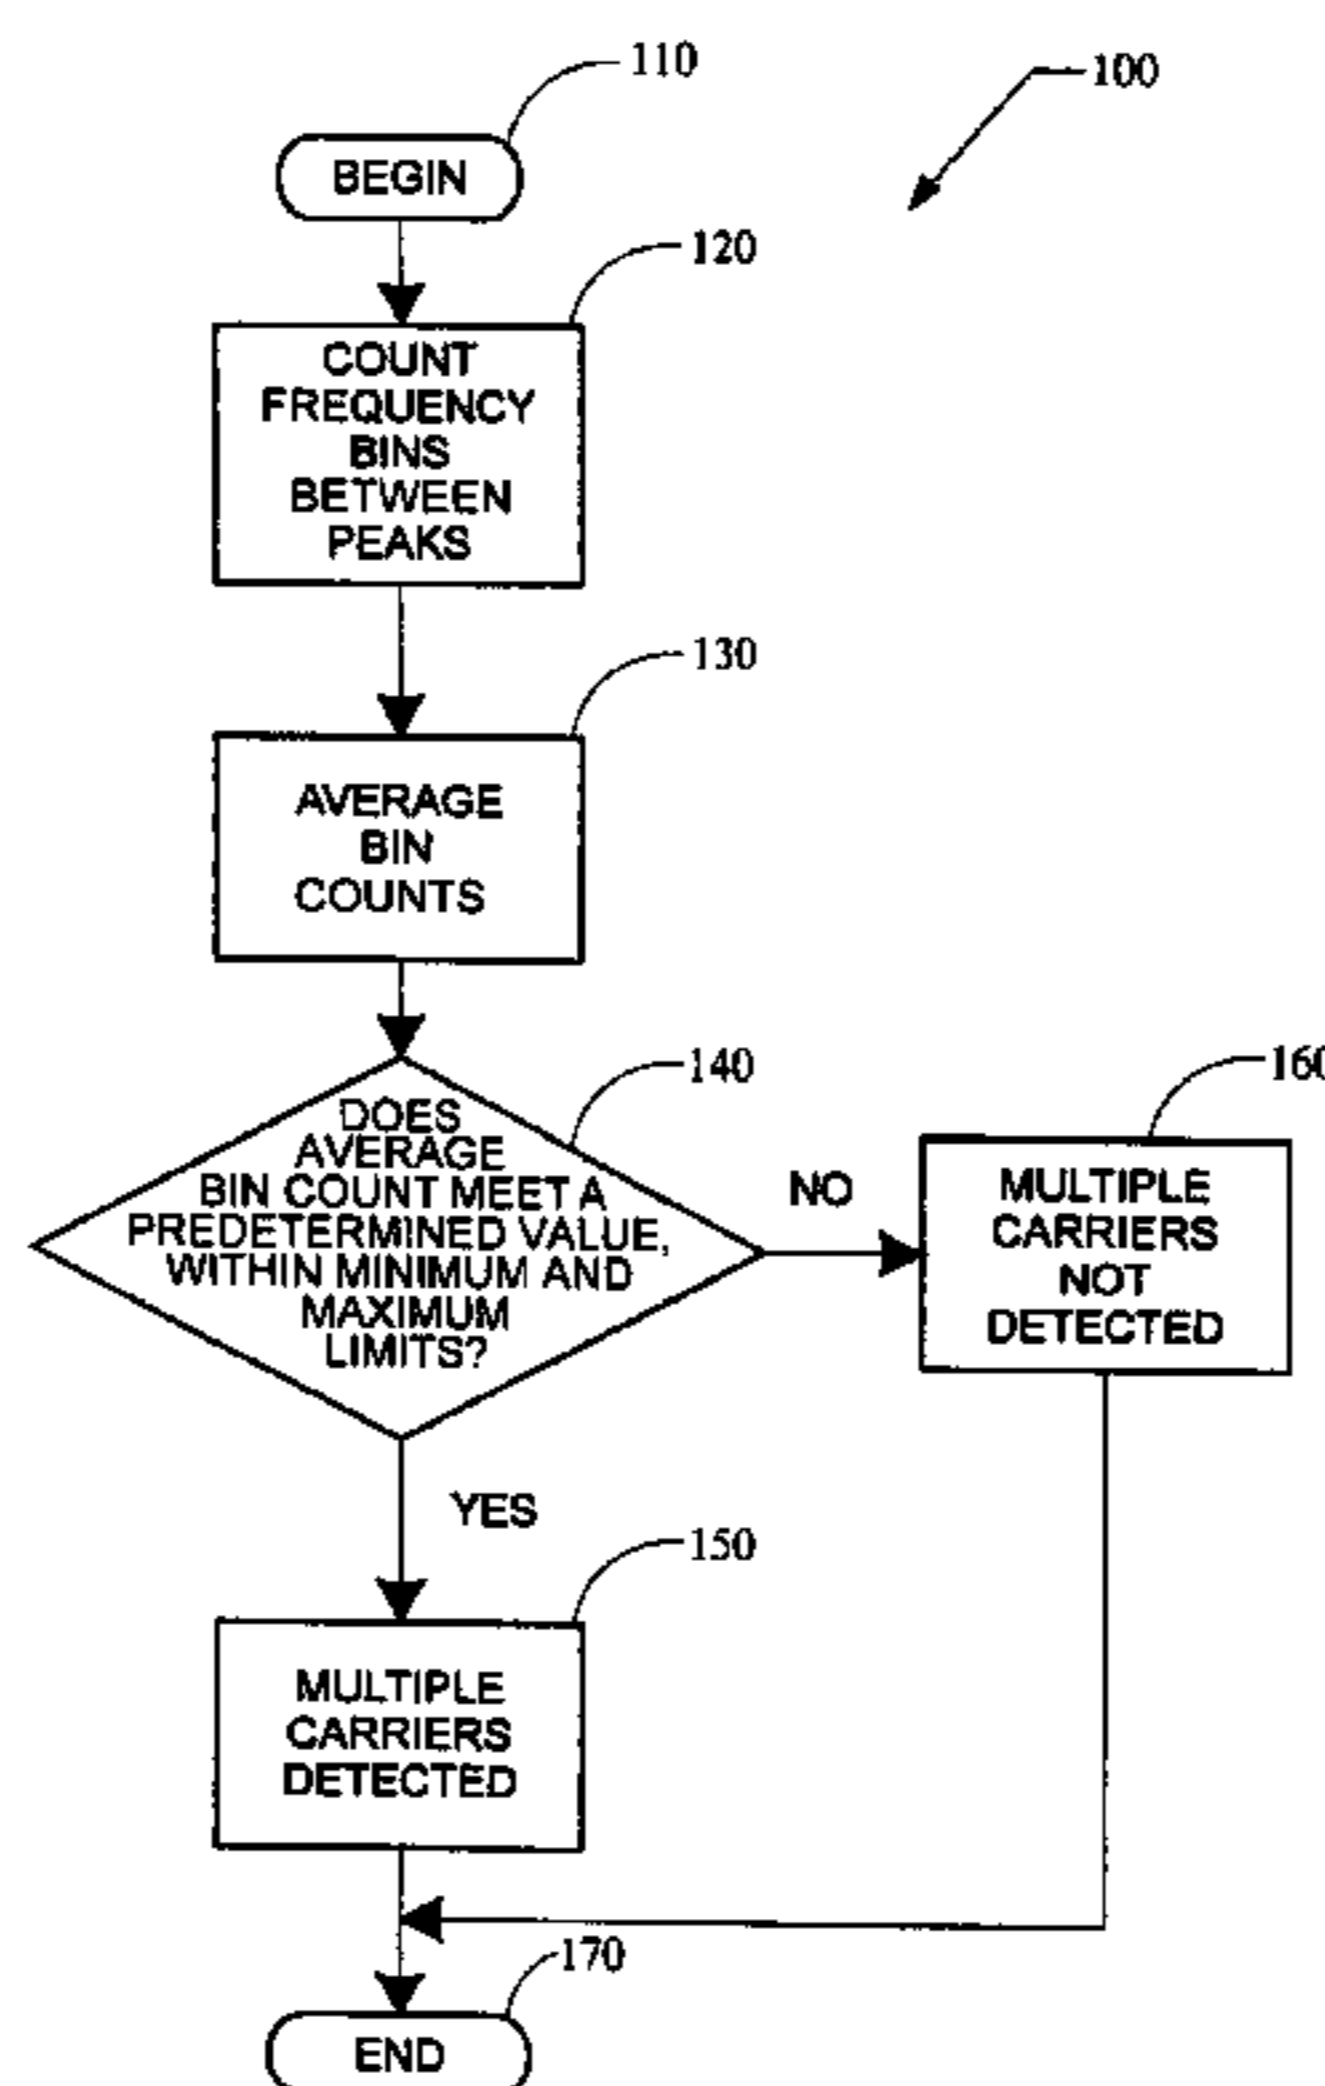 110
100
BEGIN
120
COUNT
FREQUENCY
BINS
BETWEEN
PEAKS
130
AVERAGE
BIN
COUNTS
140
DOES
AVERAGE
BIN COUNT MEET A
PREDETERMINED VALUE,
WITHIN MINIMUM AND
MAXIMUM
LIMITS?
NO
160
MULTIPLE
CARRIERS
NOT
DETECTED
YES
150
MULTIPLE
CARRIERS
DETECTED
170
END